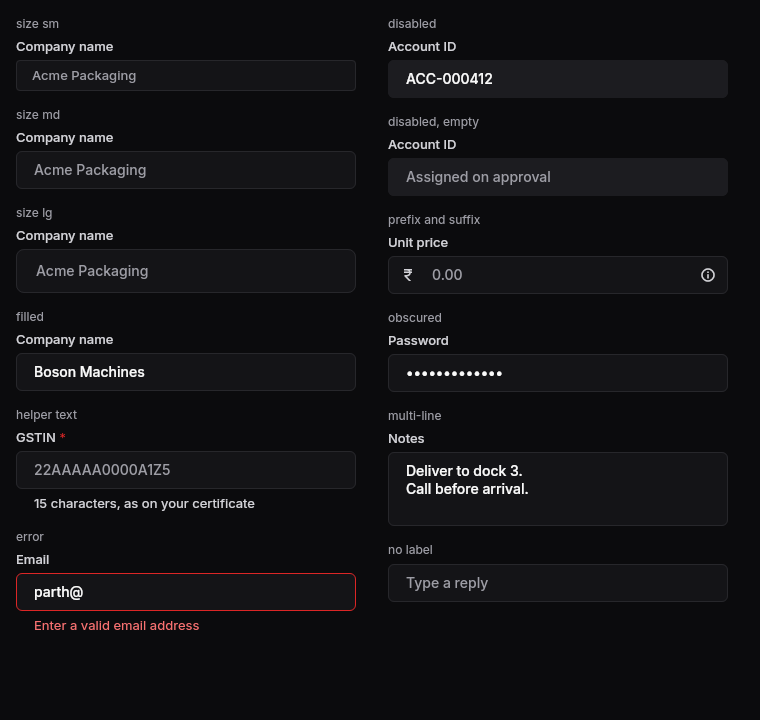 size sm
Company name
Acme Packaging
size md
Company name
Acme Packaging
size lg
Company name
Acme Packaging
filled
Company name
Boson Machines
helper text
GSTIN *
22AAAAA0000A1Z5
15 characters, as on your certificate
error
Email
parth@
Enter a valid email address
disabled
Account ID
ACC-000412
disabled, empty
Account ID
Assigned on approval
prefix and suffix
Unit price
₹ 0.00
obscured
Password
•••••••••••••
multi-line
Notes
Deliver to dock 3.
Call before arrival.
no label
Type a reply